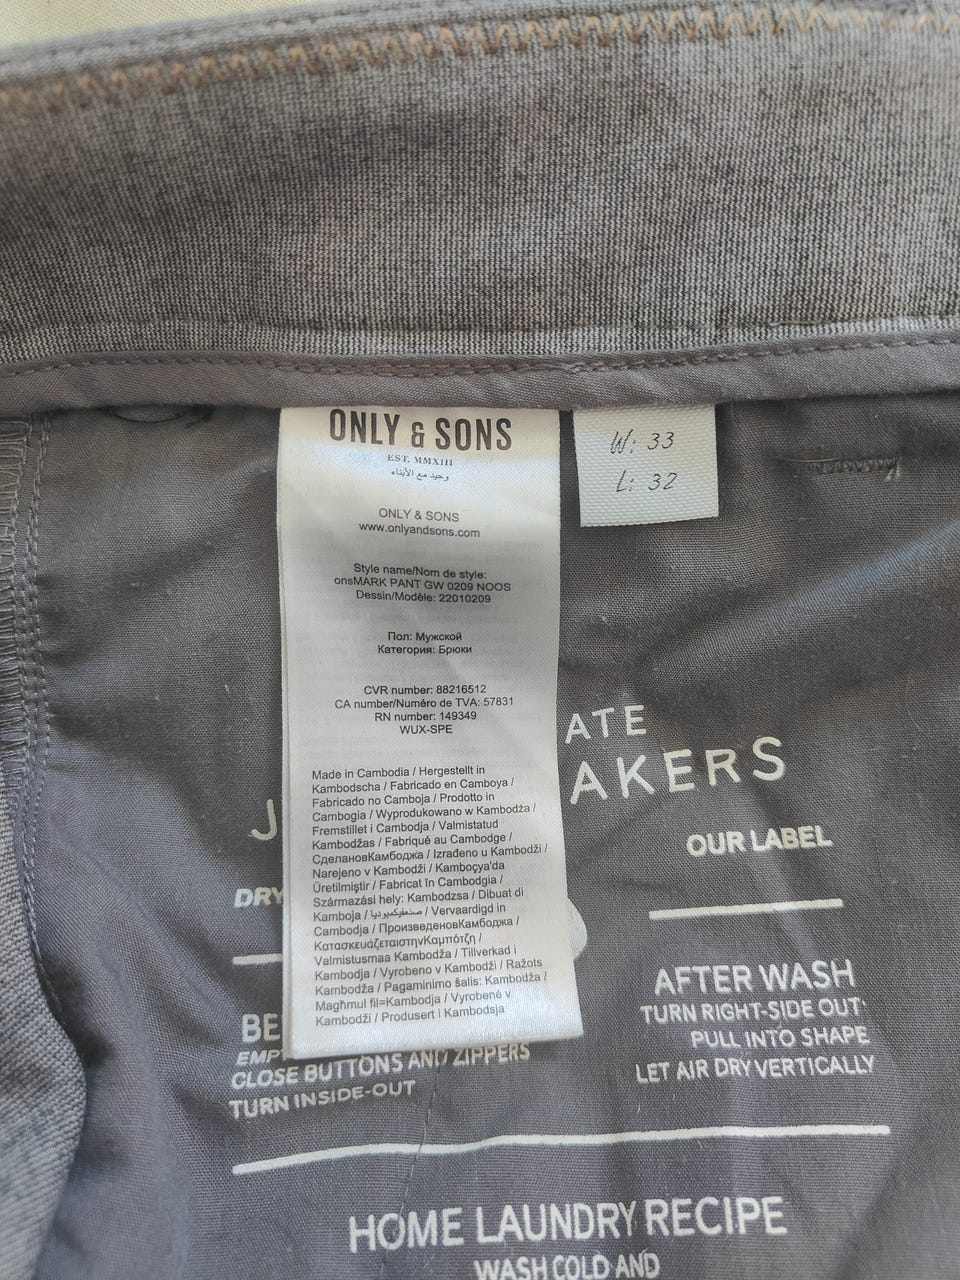 ONLY & SONS
EST. MMXIII
وحيد مع الأبناء
ONLY & SONS
www.onlyandsons.com
Style name/Nom de style:
onsMARK PANT GW 0209 NOOS
Dessin/Modèle: 22010209
Пол: Мужской
Категория: Брюки
CVR number: 88216512
CA number/Numéro de TVA: 57831
RN number: 149349
WUX-SPE
Made in Cambodia / Hergestellt in
Kambodscha / Fabricado en Camboya /
Fabricado no Camboja / Prodotto in
Cambogia / Wyprodukowano w Kambodża /
Fremstillet i Cambodja / Valmistatud
Kambodžas / Fabriqué au Cambodge /
СделановКамбоджа / Izrađeno u Kambodži /
Narejeno v Kambodži / Kamboçya'da
Üretilmiştir / Fabricat în Cambodgia /
Származási hely: Kambodzsa / Dibuat di
Kamboja / صنعفيكمبوديا / Vervaardigd in
Cambodja / ПроизведеновКамбоджа /
ΚατασκευάζεταιστηνΚαμπότζη /
Valmistusmaa Kambodža / Tillverkad i
Kambodja / Vyrobeno v Kambodži / Ražots
Kambodža / Pagaminimo šalis: Kambodža /
Magħmul fil=Kambodja / Vyrobené v
Kambodži / Produsert i Kambodsja
W: 33
L: 32
ATE
J AKERS
OUR LABEL
DRY
AFTER WASH
TURN RIGHT-SIDE OUT
PULL INTO SHAPE
LET AIR DRY VERTICALLY
BE
EMP
CLOSE BUTTONS AND ZIPPERS
TURN INSIDE-OUT
HOME LAUNDRY RECIPE
WASH COLD AND